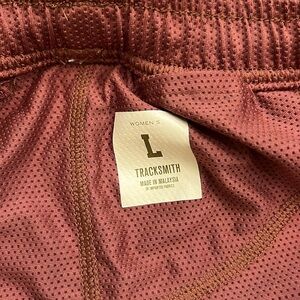 WOMEN'S
L
TRACKSMITH
MADE IN MALAYSIA
OF IMPORTED FABRICS